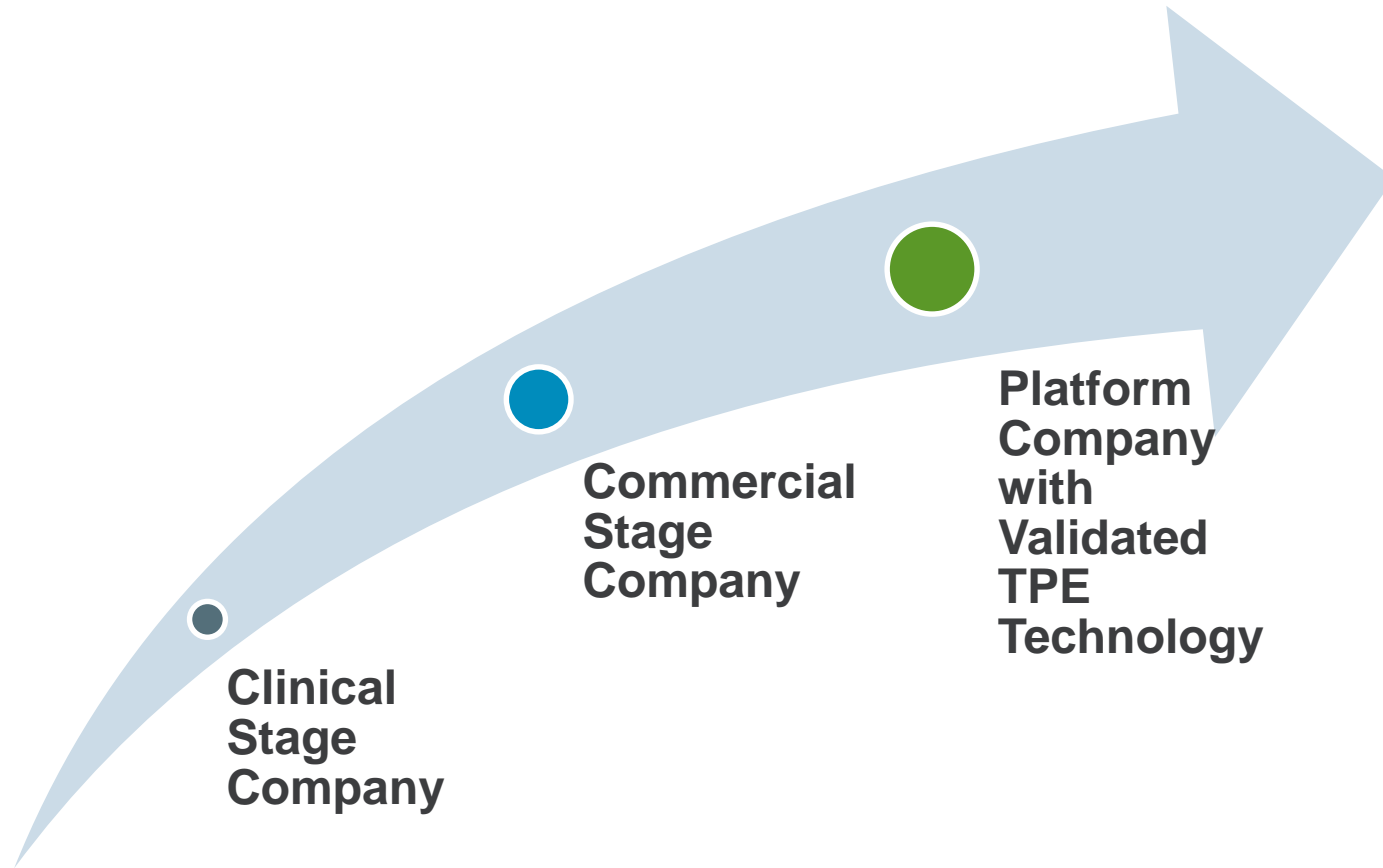 Clinical
Stage
Company
Commercial
Stage
Company
Platform
Company
with
Validated
TPE
Technology